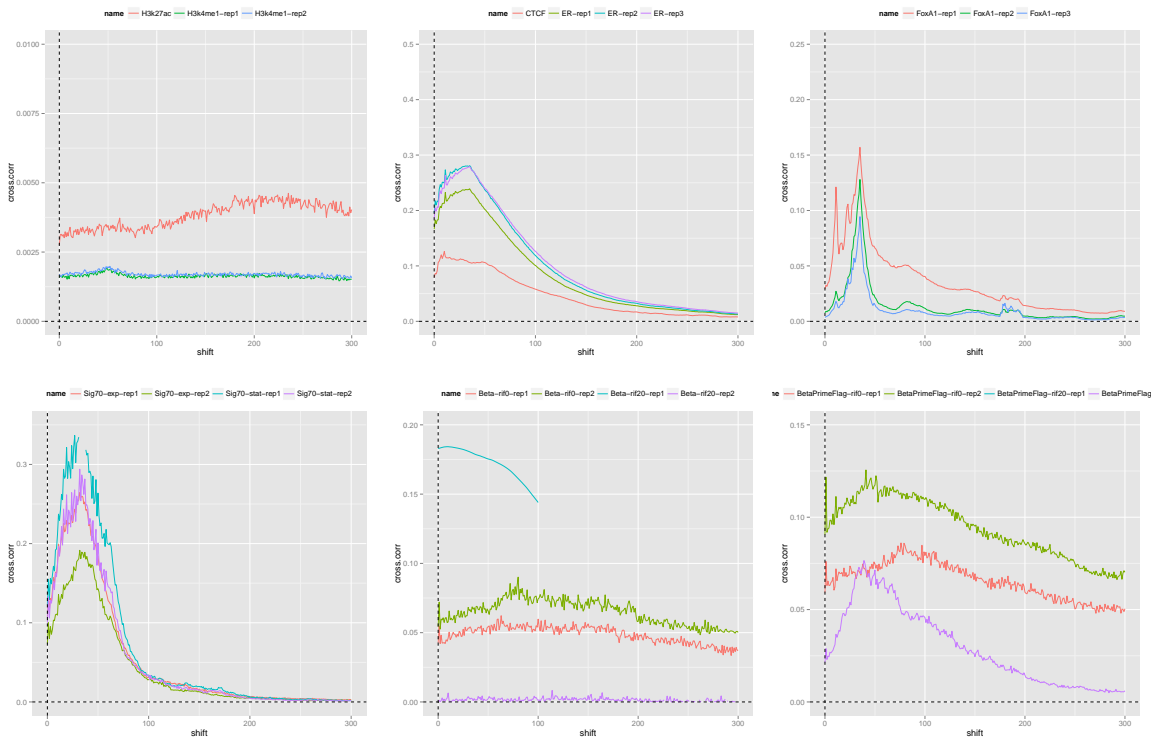 name H3k27ac H3k4me1-rep1 H3k4me1-rep2
0.0100
0.0075
0.0050
0.0025
0.0000
cross.corr
0 100 200 300
shift
name CTCF ER-rep1 ER-rep2 ER-rep3
0.5
0.4
0.3
0.2
0.1
0.0
cross.corr
0 100 200 300
shift
name FoxA1-rep1 FoxA1-rep2 FoxA1-rep3
0.25
0.20
0.15
0.10
0.05
0.00
cross.corr
0 100 200 300
shift
name Sig70-exp-rep1 Sig70-exp-rep2 Sig70-stat-rep1 Sig70-stat-rep2
0.3
0.2
0.1
0.0
cross.corr
0 100 200 300
shift
name Beta-rif0-rep1 Beta-rif0-rep2 Beta-rif20-rep1 Beta-rif20-rep2
0.20
0.15
0.10
0.05
0.00
cross.corr
0 100 200 300
shift
me BetaPrimeFlag-rif0-rep1 BetaPrimeFlag-rif0-rep2 BetaPrimeFlag-rif20-rep1 BetaPrimeFlag
0.15
0.10
0.05
0.00
cross.corr
0 100 200 300
shift